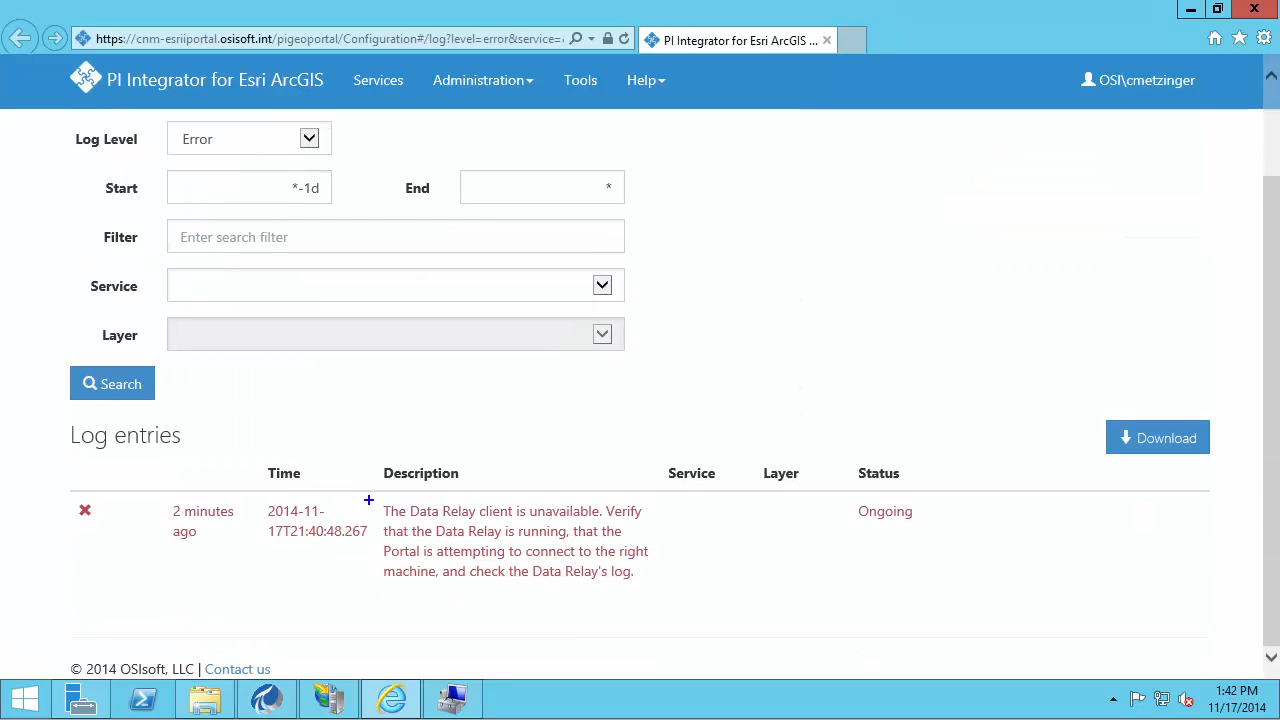 https://cnm-esriiportal.osisoft.int/pigeoportal/Configuration#/log?level=error&service=
PI Integrator for Esri ArcGIS ...
PI Integrator for Esri ArcGIS
Services
Administration
Tools
Help
OSI\cmetzinger
Log Level
Error
Start
*-1d
End
*
Filter
Enter search filter
Service
Layer
Search
Log entries
Download
Time
Description
Service
Layer
Status
2 minutes
ago
2014-11-
17T21:40:48.267
The Data Relay client is unavailable. Verify
that the Data Relay is running, that the
Portal is attempting to connect to the right
machine, and check the Data Relay's log.
Ongoing
© 2014 OSIsoft, LLC | Contact us
1:42 PM
11/17/2014